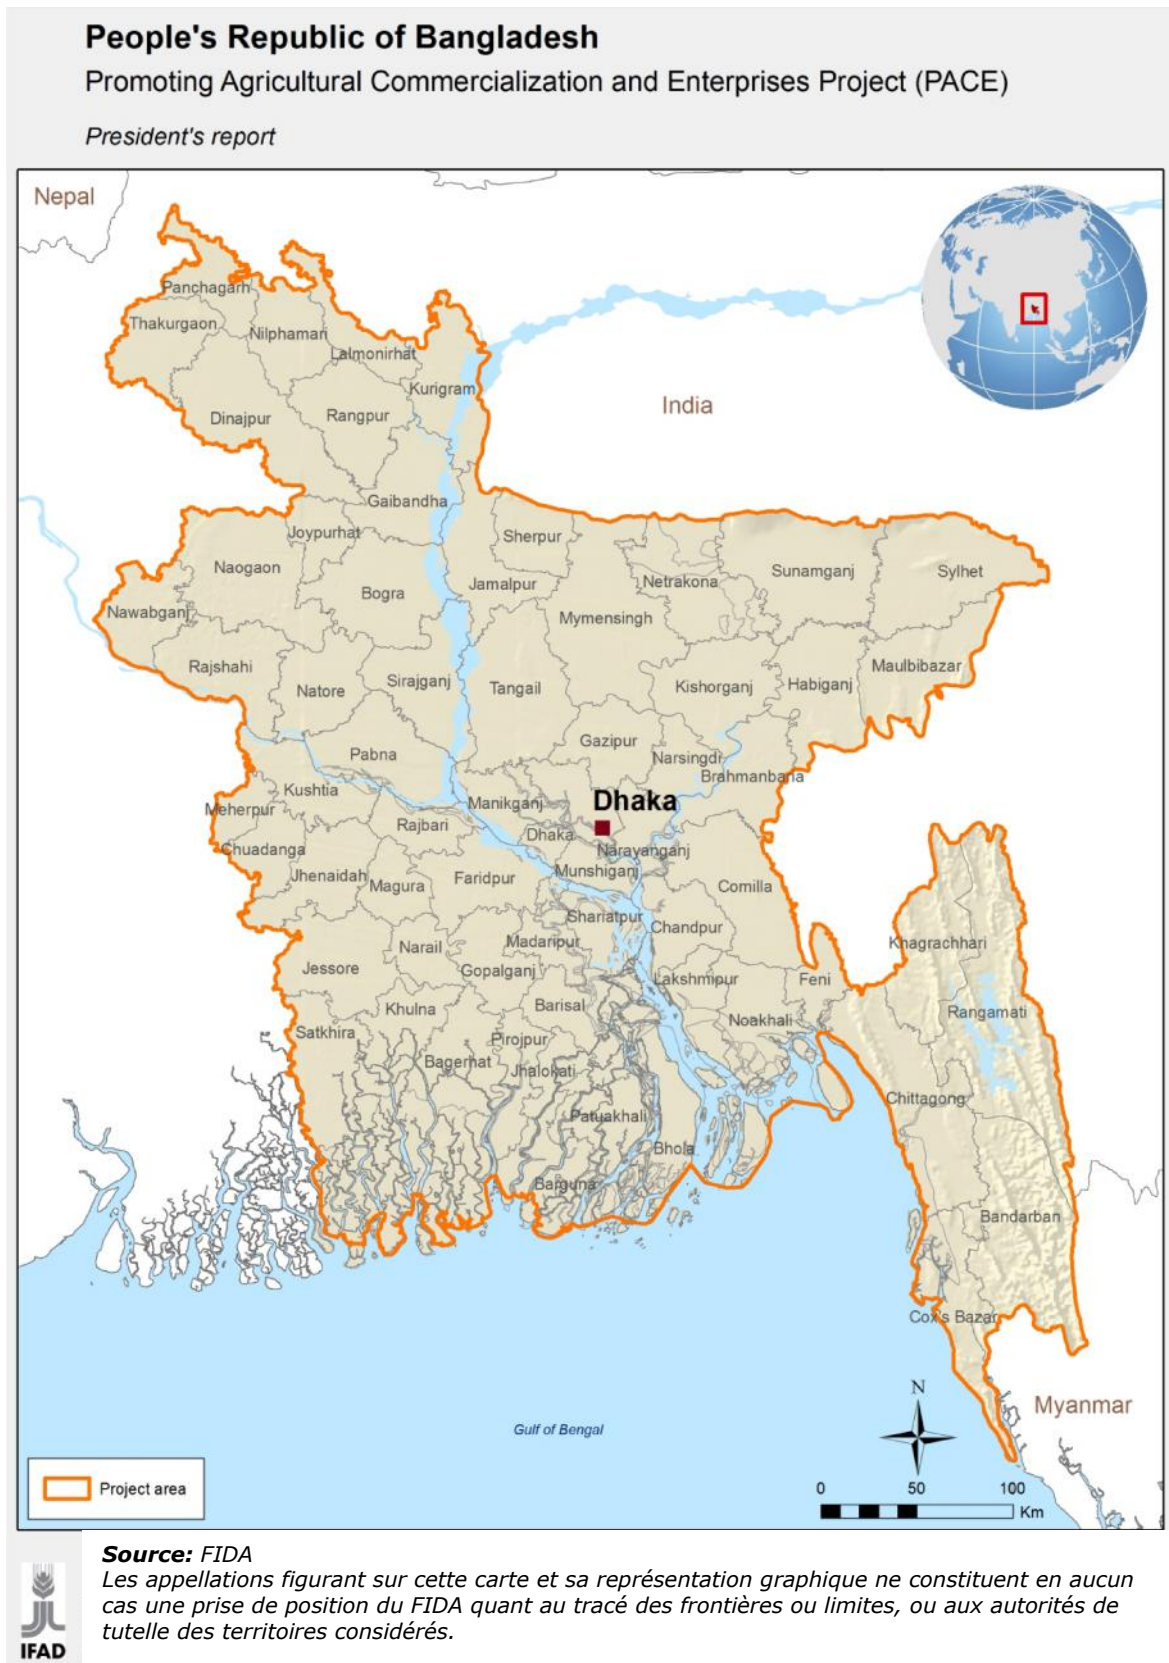 People's Republic of Bangladesh
Promoting Agricultural Commercialization and Enterprises Project (PACE)
President's report
Nepal
Panchagarh
Thakurgaon
Nilphamari
Lalmonirhat
Kurigram
India
Dinajpur
Rangpur
Gaibandha
Joypurhat
Sherpur
Naogaon
Bogra
Jamalpur
Netrakona
Sunamganj
Sylhet
Nawabganj
Mymensingh
Rajshahi
Natore
Sirajganj
Tangail
Kishorganj
Habiganj
Maulbibazar
Pabna
Gazipur
Narsingdi
Brahmanbaria
Kushtia
Meherpur
Manikganj
Dhaka
Rajbari
Dhaka
Chuadanga
Narayanganj
Jhenaidah
Magura
Faridpur
Munshiganj
Comilla
Shariatpur
Chandpur
Narail
Madaripur
Khagrachhari
Jessore
Gopalganj
Lakshmipur
Feni
Khulna
Barisal
Noakhali
Rangamati
Satkhira
Pirojpur
Bagerhat
Jhalokati
Chittagong
Patuakhali
Bhola
Barguna
Bandarban
Cox's Bazar
Myanmar
N
Gulf of Bengal
Project area
0 50 100
Km
Source: FIDA
Les appellations figurant sur cette carte et sa représentation graphique ne constituent en aucun
cas une prise de position du FIDA quant au tracé des frontières ou limites, ou aux autorités de
tutelle des territoires considérés.
IFAD